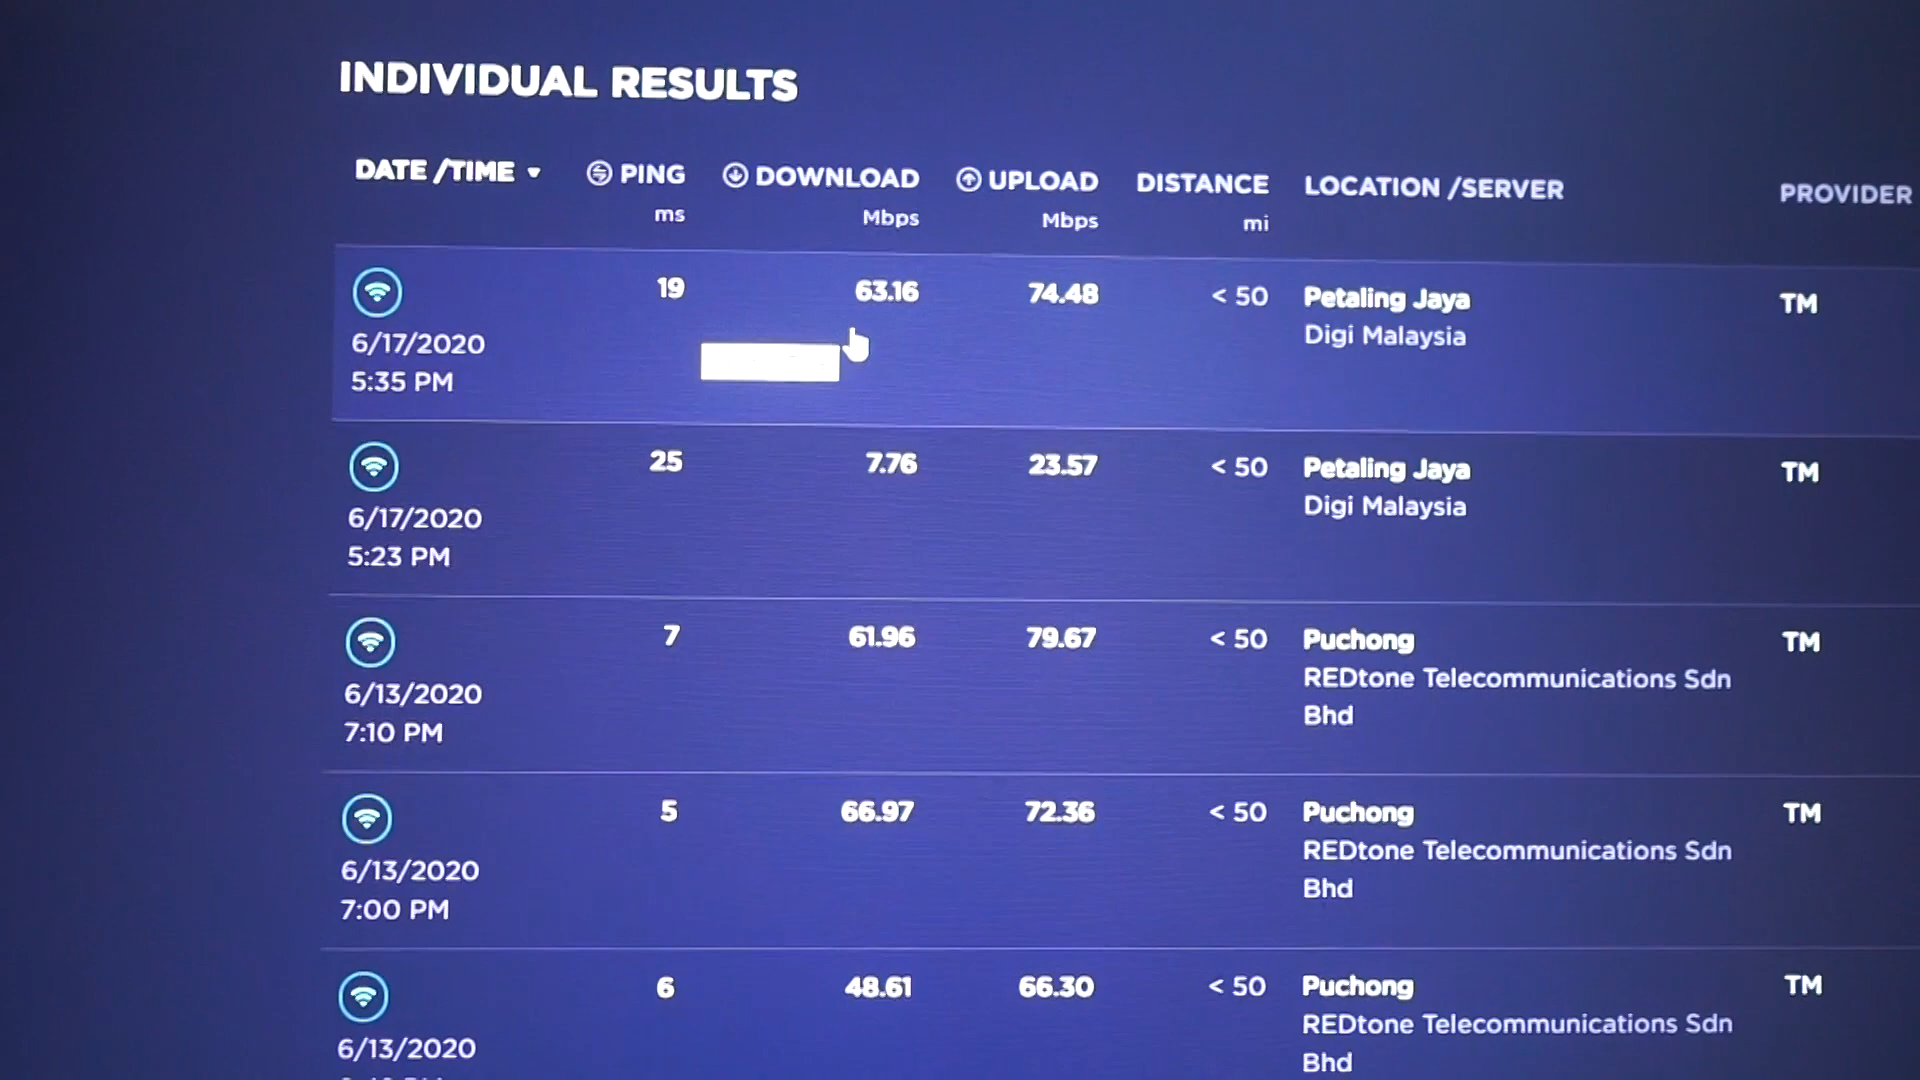 INDIVIDUAL RESULTS
DATE /TIME PING DOWNLOAD UPLOAD DISTANCE LOCATION /SERVER PROVIDER
ms Mbps Mbps mi
19 63.16 74.48 < 50 Petaling Jaya TM
Digi Malaysia
6/17/2020
5:35 PM
25 7.76 23.57 < 50 Petaling Jaya TM
Digi Malaysia
6/17/2020
5:23 PM
7 61.96 79.67 < 50 Puchong TM
REDtone Telecommunications Sdn
6/13/2020
Bhd
7:10 PM
5 66.97 72.36 < 50 Puchong TM
REDtone Telecommunications Sdn
6/13/2020
Bhd
7:00 PM
6 48.61 66.30 < 50 Puchong TM
REDtone Telecommunications Sdn
6/13/2020
Bhd